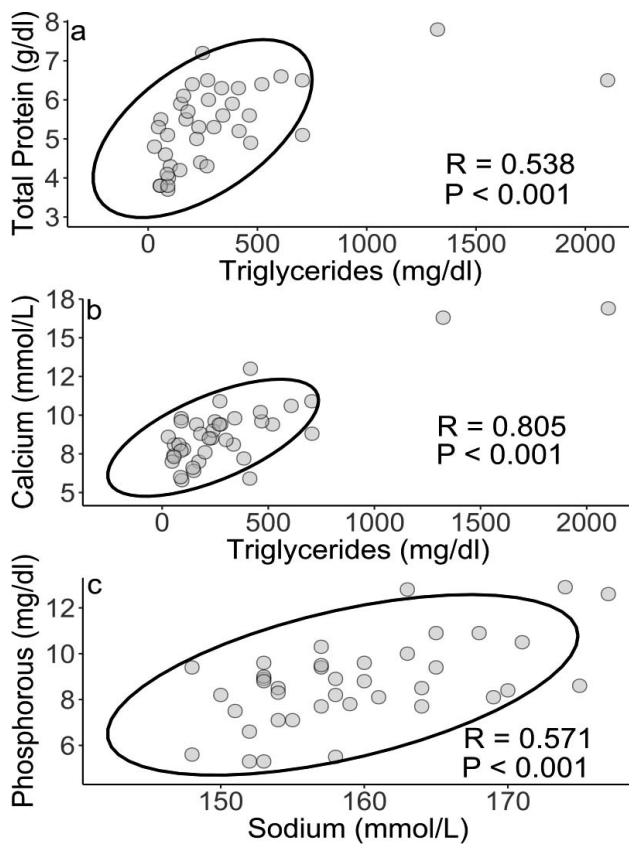 a
Total Protein (g/dl)
8
7
6
5
4
3
R = 0.538
P < 0.001
0 500 1000 1500 2000
Triglycerides (mg/dl)
b
Calcium (mmol/L)
18
15
12
10
8
5
R = 0.805
P < 0.001
0 500 1000 1500 2000
Triglycerides (mg/dl)
c
Phosphorous (mg/dl)
12
10
8
6
R = 0.571
P < 0.001
150 160 170
Sodium (mmol/L)